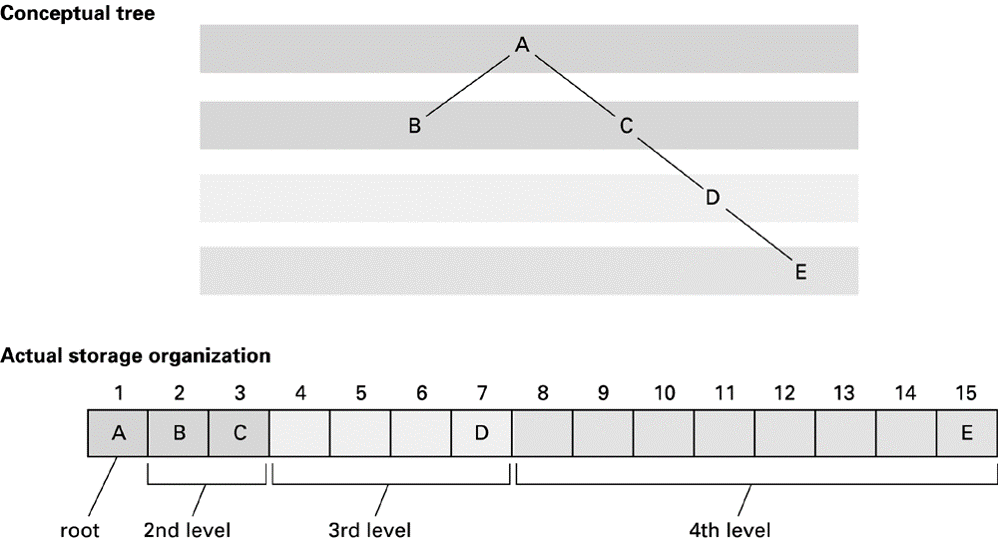 Conceptual tree
A
B C
D
E
Actual storage organization
1 2 3 4 5 6 7 8 9 10 11 12 13 14 15
A B C D E
root 2nd level 3rd level 4th level